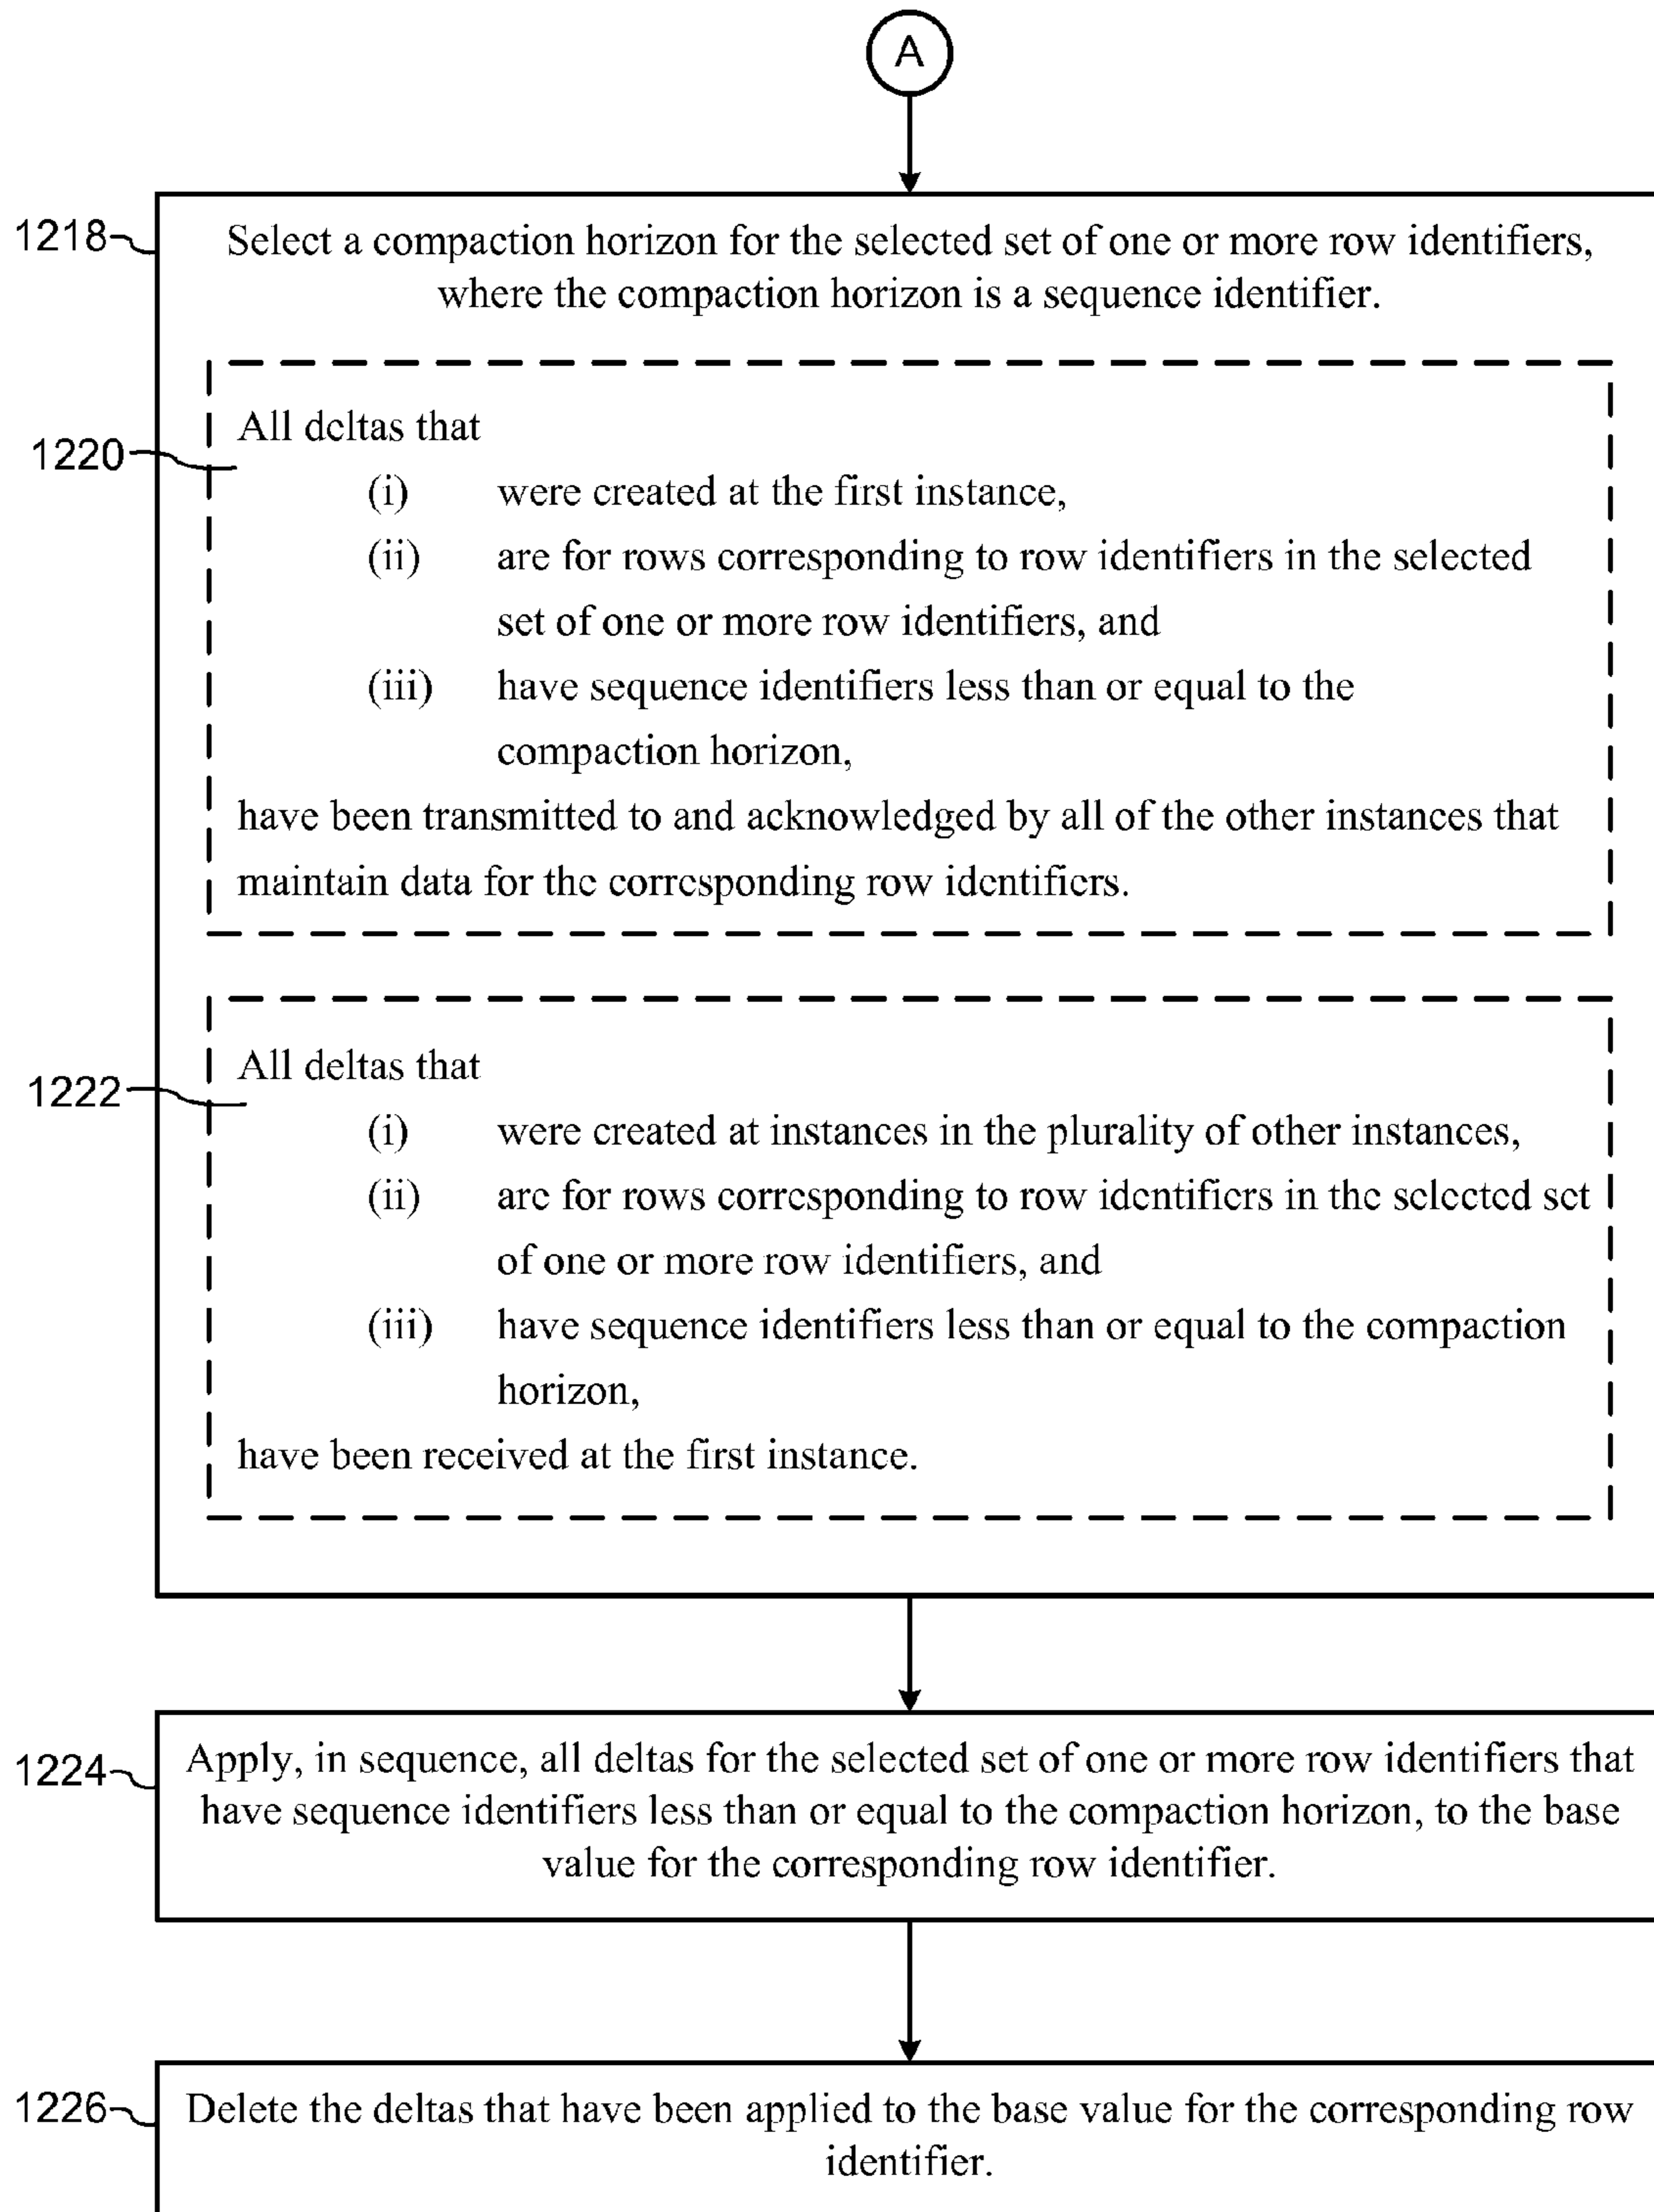 A
1218
Select a compaction horizon for the selected set of one or more row identifiers,
where the compaction horizon is a sequence identifier.
All deltas that
1220
(i) were created at the first instance,
(ii) are for rows corresponding to row identifiers in the selected
set of one or more row identifiers, and
(iii) have sequence identifiers less than or equal to the
compaction horizon,
have been transmitted to and acknowledged by all of the other instances that
maintain data for the corresponding row identifiers.
All deltas that
1222
(i) were created at instances in the plurality of other instances,
(ii) are for rows corresponding to row identifiers in the selected set
of one or more row identifiers, and
(iii) have sequence identifiers less than or equal to the compaction
horizon,
have been received at the first instance.
1224
Apply, in sequence, all deltas for the selected set of one or more row identifiers that
have sequence identifiers less than or equal to the compaction horizon, to the base
value for the corresponding row identifier.
1226
Delete the deltas that have been applied to the base value for the corresponding row
identifier.